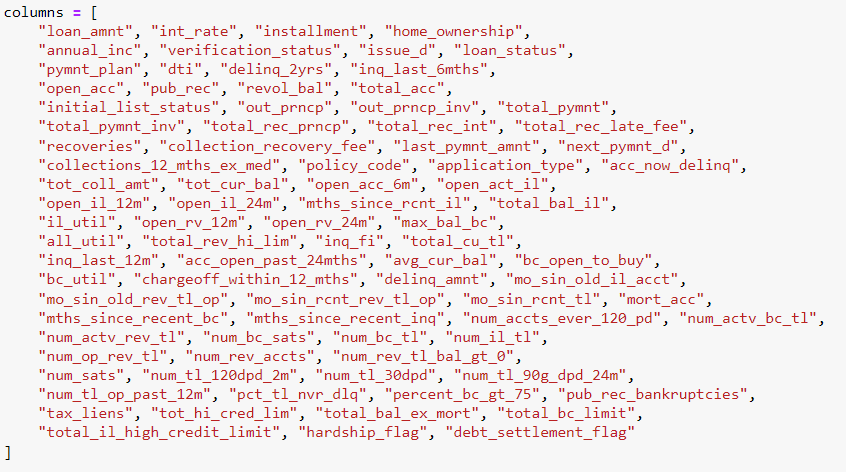 columns = [
    "loan_amnt", "int_rate", "installment", "home_ownership",
    "annual_inc", "verification_status", "issue_d", "loan_status",
    "pymnt_plan", "dti", "delinq_2yrs", "inq_last_6mths",
    "open_acc", "pub_rec", "revol_bal", "total_acc",
    "initial_list_status", "out_prncp", "out_prncp_inv", "total_pymnt",
    "total_pymnt_inv", "total_rec_prncp", "total_rec_int", "total_rec_late_fee",
    "recoveries", "collection_recovery_fee", "last_pymnt_amnt", "next_pymnt_d",
    "collections_12_mths_ex_med", "policy_code", "application_type", "acc_now_delinq",
    "tot_coll_amt", "tot_cur_bal", "open_acc_6m", "open_act_il",
    "open_il_12m", "open_il_24m", "mths_since_rcnt_il", "total_bal_il",
    "il_util", "open_rv_12m", "open_rv_24m", "max_bal_bc",
    "all_util", "total_rev_hi_lim", "inq_fi", "total_cu_tl",
    "inq_last_12m", "acc_open_past_24mths", "avg_cur_bal", "bc_open_to_buy",
    "bc_util", "chargeoff_within_12_mths", "delinq_amnt", "mo_sin_old_il_acct",
    "mo_sin_old_rev_tl_op", "mo_sin_rcnt_rev_tl_op", "mo_sin_rcnt_tl", "mort_acc",
    "mths_since_recent_bc", "mths_since_recent_inq", "num_accts_ever_120_pd", "num_actv_bc_tl",
    "num_actv_rev_tl", "num_bc_sats", "num_bc_tl", "num_il_tl",
    "num_op_rev_tl", "num_rev_accts", "num_rev_tl_bal_gt_0",
    "num_sats", "num_tl_120dpd_2m", "num_tl_30dpd", "num_tl_90g_dpd_24m",
    "num_tl_op_past_12m", "pct_tl_nvr_dlq", "percent_bc_gt_75", "pub_rec_bankruptcies",
    "tax_liens", "tot_hi_cred_lim", "total_bal_ex_mort", "total_bc_limit",
    "total_il_high_credit_limit", "hardship_flag", "debt_settlement_flag"
]